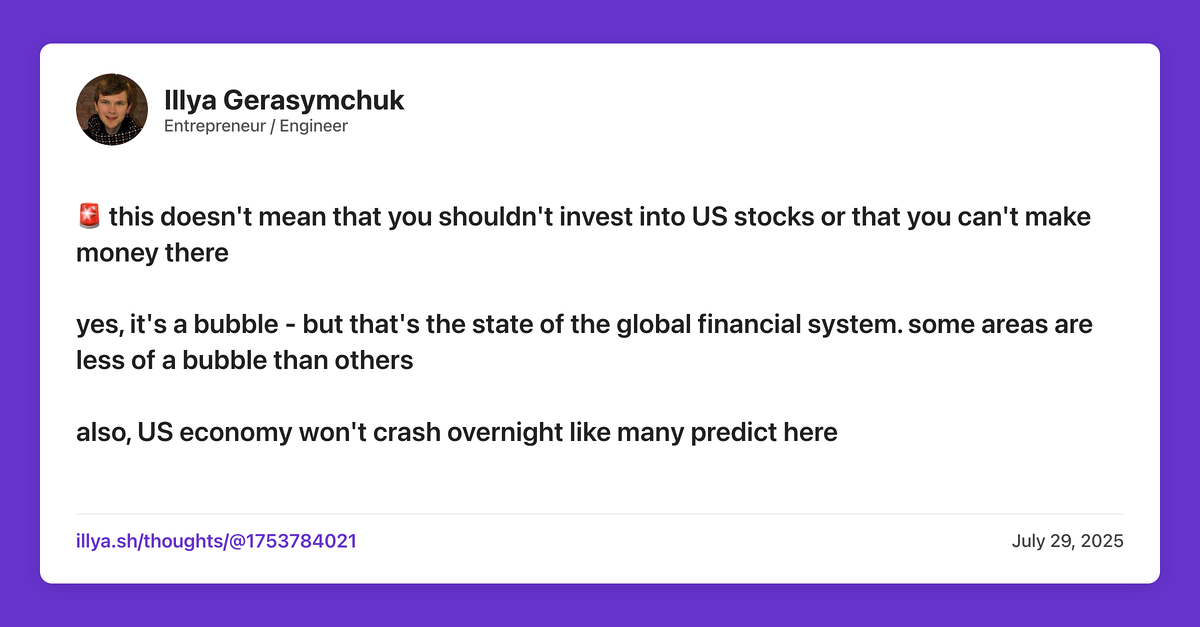 Illya Gerasymchuk
Entrepreneur / Engineer
🚨 this doesn't mean that you shouldn't invest into US stocks or that you can't make
money there
yes, it's a bubble - but that's the state of the global financial system. some areas are
less of a bubble than others
also, US economy won't crash overnight like many predict here
illya.sh/thoughts/@1753784021
July 29, 2025